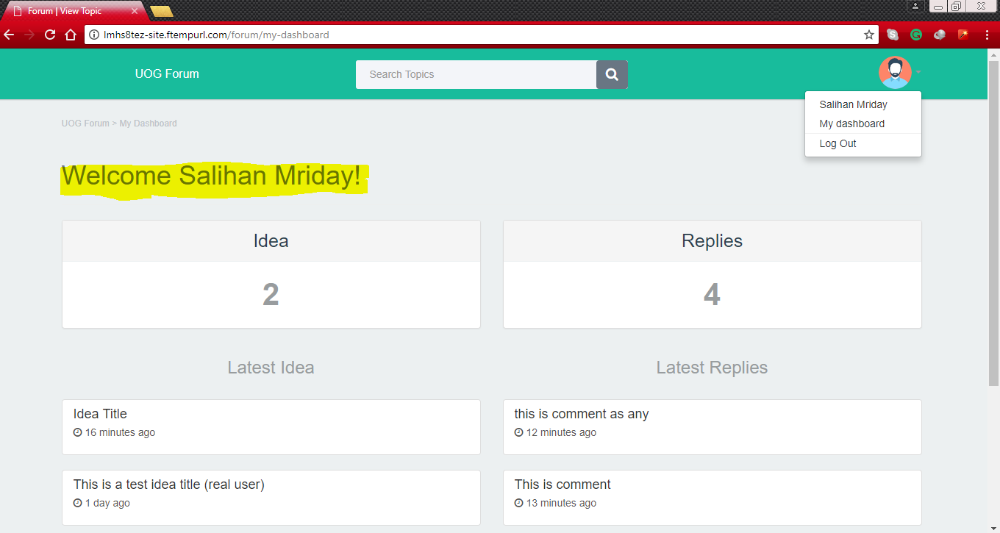 Forum | View Topic
lmhs8tez-site.ftempurl.com/forum/my-dashboard
UOG Forum
Search Topics
Salihan Mriday
My dashboard
Log Out
UOG Forum > My Dashboard
Welcome Salihan Mriday!
Idea
Replies
2
4
Latest Idea
Latest Replies
Idea Title
16 minutes ago
this is comment as any
12 minutes ago
This is a test idea title (real user)
1 day ago
This is comment
13 minutes ago